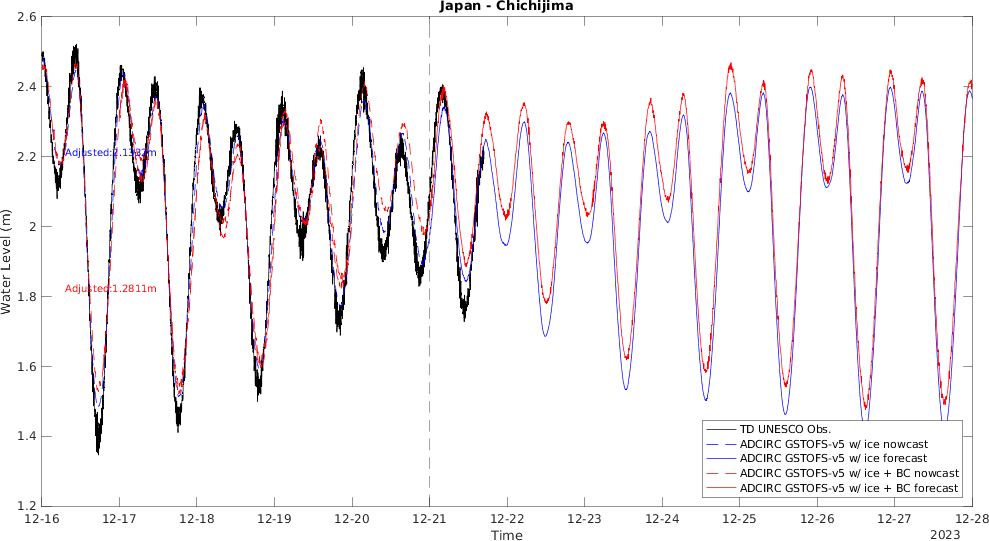 Japan - Chichijima
2.6
2.4
2.2
2
1.8
1.6
1.4
1.2
Water Level (m)
Adjusted:1.2811m
TD UNESCO Obs.
ADCIRC GSTOFS-v5 w/ ice nowcast
ADCIRC GSTOFS-v5 w/ ice forecast
ADCIRC GSTOFS-v5 w/ ice + BC nowcast
ADCIRC GSTOFS-v5 w/ ice + BC forecast
12-16 12-17 12-18 12-19 12-20 12-21 12-22 12-23 12-24 12-25 12-26 12-27 12-28
Time
2023